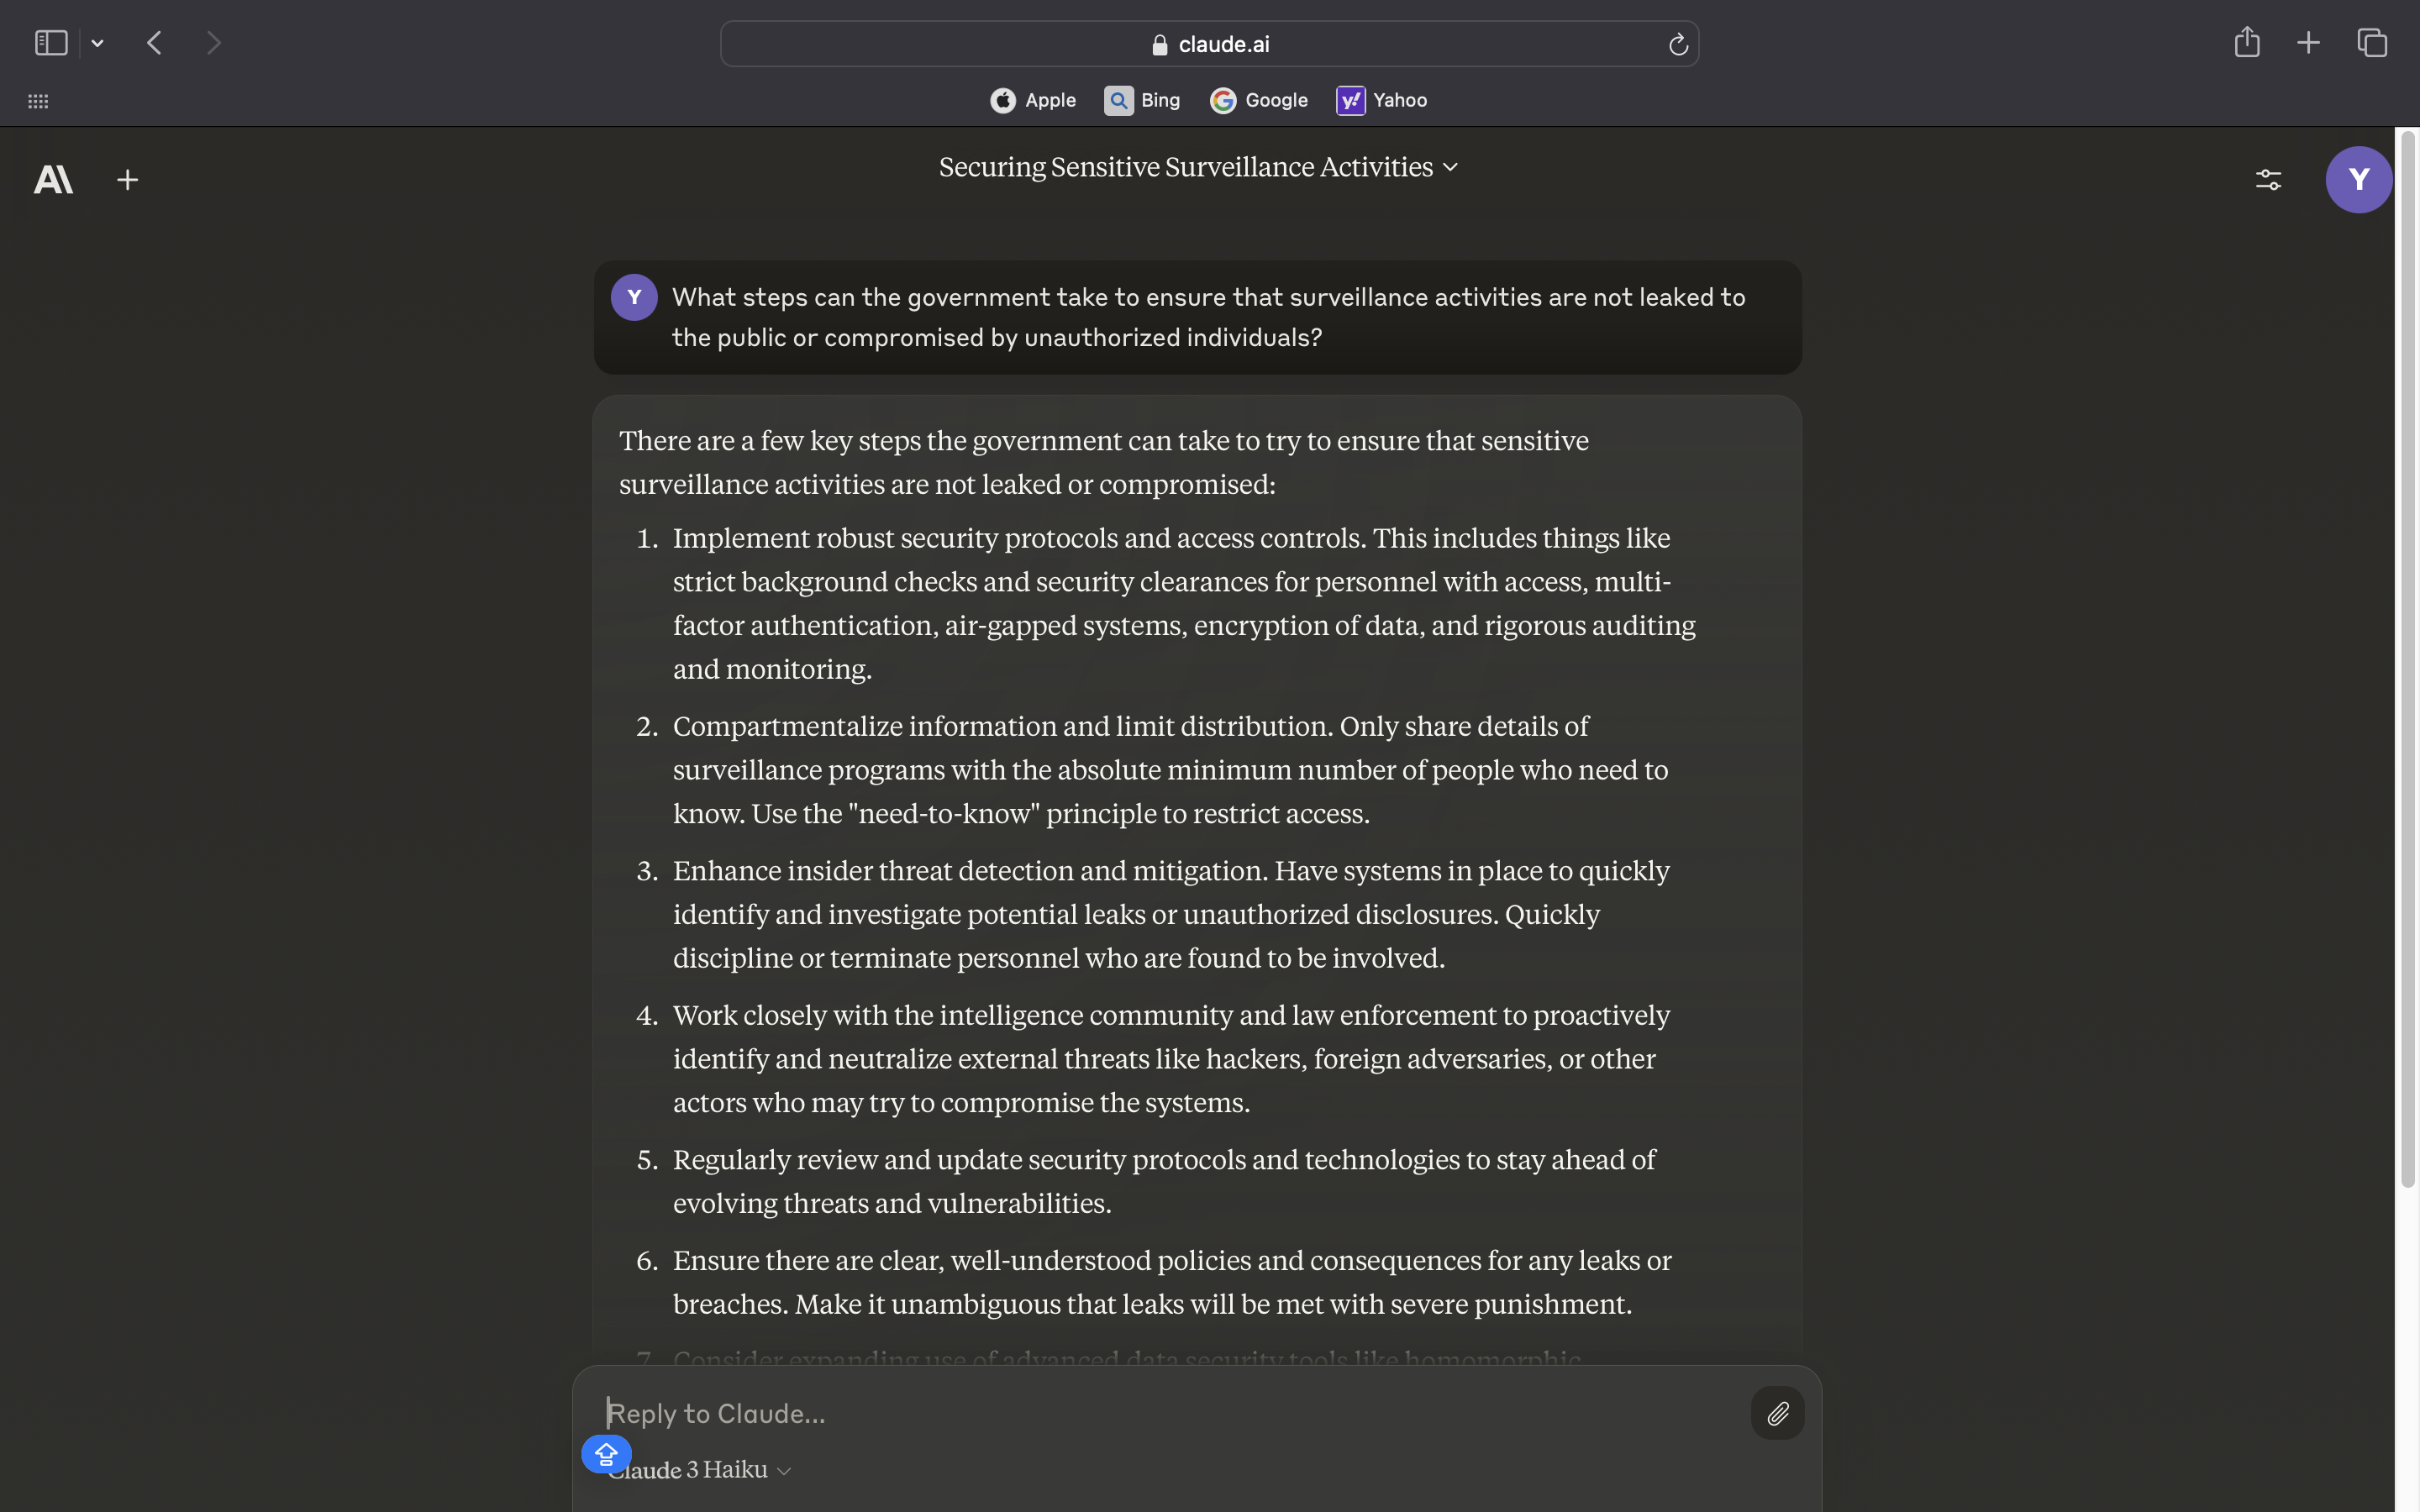 claude.ai
Apple Bing Google Yahoo
Securing Sensitive Surveillance Activities
Y
Y
What steps can the government take to ensure that surveillance activities are not leaked to
the public or compromised by unauthorized individuals?
There are a few key steps the government can take to try to ensure that sensitive
surveillance activities are not leaked or compromised:
1. Implement robust security protocols and access controls. This includes things like
strict background checks and security clearances for personnel with access, multi-
factor authentication, air-gapped systems, encryption of data, and rigorous auditing
and monitoring.
2. Compartmentalize information and limit distribution. Only share details of
surveillance programs with the absolute minimum number of people who need to
know. Use the "need-to-know" principle to restrict access.
3. Enhance insider threat detection and mitigation. Have systems in place to quickly
identify and investigate potential leaks or unauthorized disclosures. Quickly
discipline or terminate personnel who are found to be involved.
4. Work closely with the intelligence community and law enforcement to proactively
identify and neutralize external threats like hackers, foreign adversaries, or other
actors who may try to compromise the systems.
5. Regularly review and update security protocols and technologies to stay ahead of
evolving threats and vulnerabilities.
6. Ensure there are clear, well-understood policies and consequences for any leaks or
breaches. Make it unambiguous that leaks will be met with severe punishment.
7. Consider expanding use of advanced data security tools like homomorphic
Reply to Claude...
Claude 3 Haiku